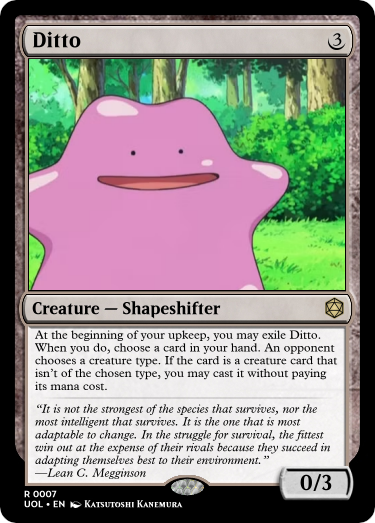 Ditto
3
Creature — Shapeshifter
At the beginning of your upkeep, you may exile Ditto.
When you do, choose a card in your hand. An opponent
chooses a creature type. If the card is a creature card that
isn't of the chosen type, you may cast it without paying
its mana cost.
“It is not the strongest of the species that survives, nor the
most intelligent that survives. It is the one that is most
adaptable to change. In the struggle for survival, the fittest
win out at the expense of their rivals because they succeed in
adapting themselves best to their environment.”
—Lean C. Megginson
0/3
R 0007
UOL • EN Katsutoshi Kanemura